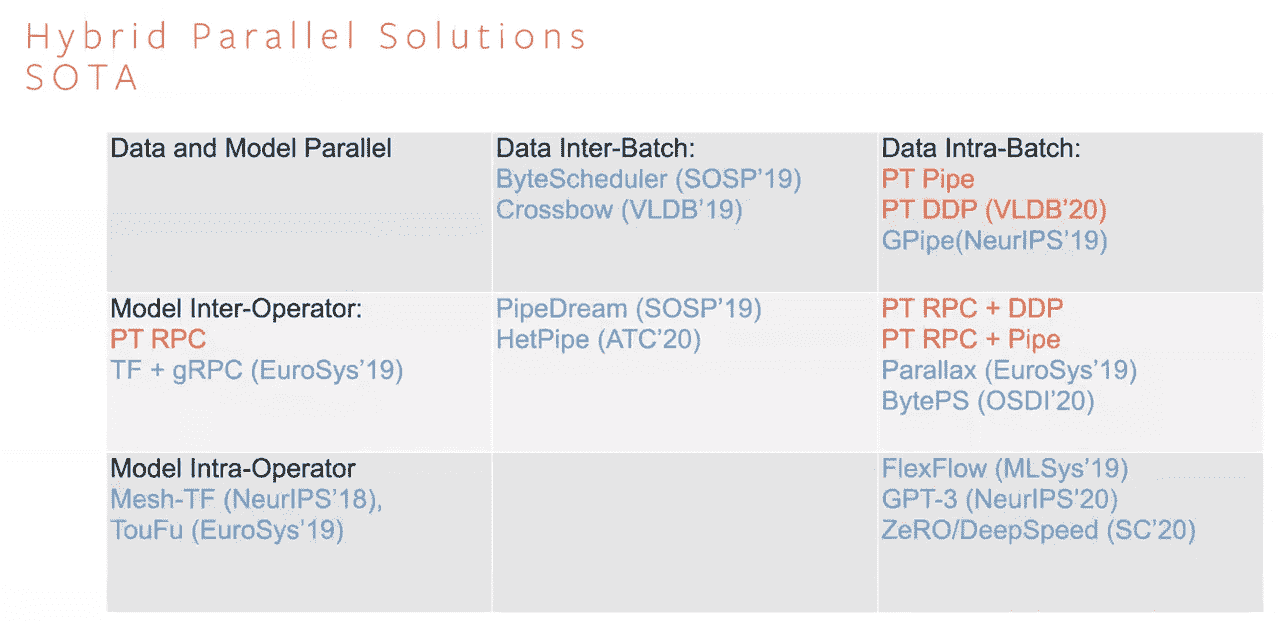 Hybrid Parallel Solutions
SOTA
Data and Model Parallel
Data Inter-Batch:
ByteScheduler (SOSP’19)
Crossbow (VLDB’19)
Data Intra-Batch:
PT Pipe
PT DDP (VLDB’20)
GPipe(NeurIPS’19)
Model Inter-Operator:
PT RPC
TF + gRPC (EuroSys’19)
PipeDream (SOSP’19)
HetPipe (ATC’20)
PT RPC + DDP
PT RPC + Pipe
Parallax (EuroSys’19)
BytePS (OSDI’20)
Model Intra-Operator
Mesh-TF (NeurIPS’18),
TouFu (EuroSys’19)
FlexFlow (MLSys’19)
GPT-3 (NeurIPS’20)
ZeRO/DeepSpeed (SC’20)